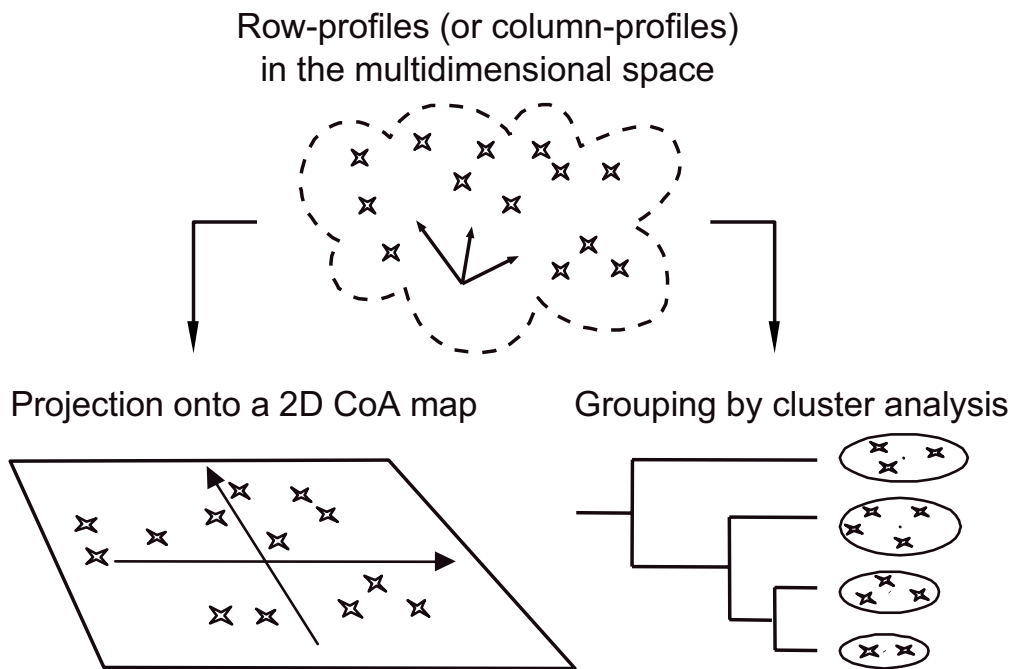 Row-profiles (or column-profiles)
in the multidimensional space
Projection onto a 2D CoA map
Grouping by cluster analysis